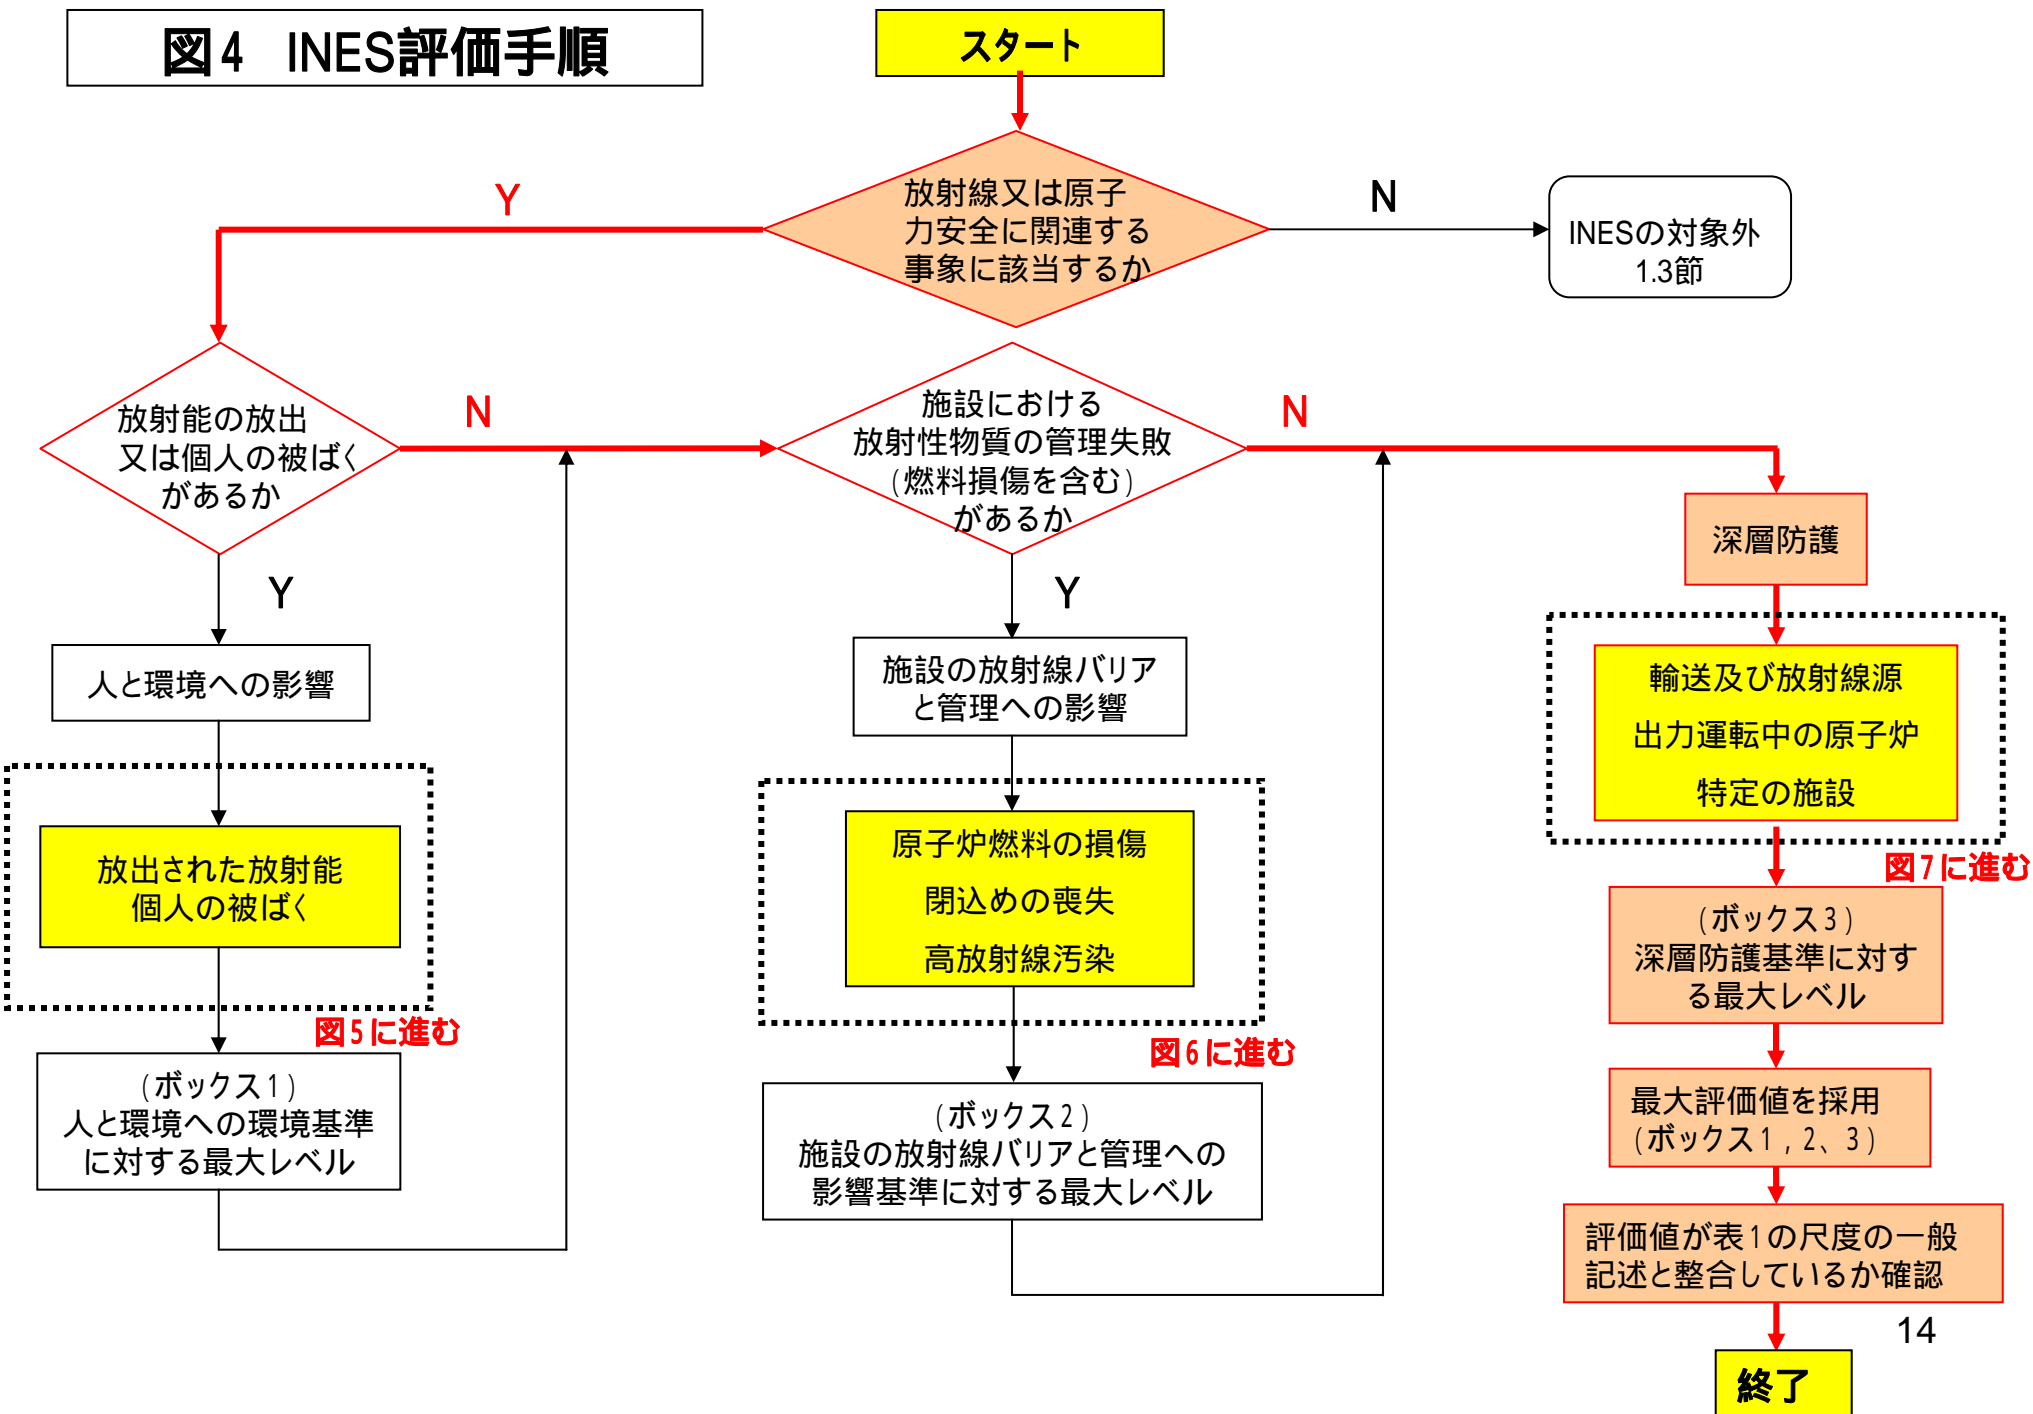 図4 INES評価手順
スタート
放射線又は原子
力安全に関連する
事象に該当するか
Y
N
INESの対象外
1.3節
放射能の放出
又は個人の被ばく
があるか
N
施設における
放射性物質の管理失敗
(燃料損傷を含む)
があるか
N
Y
Y
深層防護
人と環境への影響
施設の放射線バリア
と管理への影響
輸送及び放射線源
出力運転中の原子炉
特定の施設
図7に進む
放出された放射能
個人の被ばく
図5に進む
原子炉燃料の損傷
閉込めの喪失
高放射線汚染
図6に進む
(ボックス3)
深層防護基準に対す
る最大レベル
(ボックス1)
人と環境への環境基準
に対する最大レベル
(ボックス2)
施設の放射線バリアと管理への
影響基準に対する最大レベル
最大評価値を採用
(ボックス1,2、3)
評価値が表1の尺度の一般
記述と整合しているか確認
14
終了